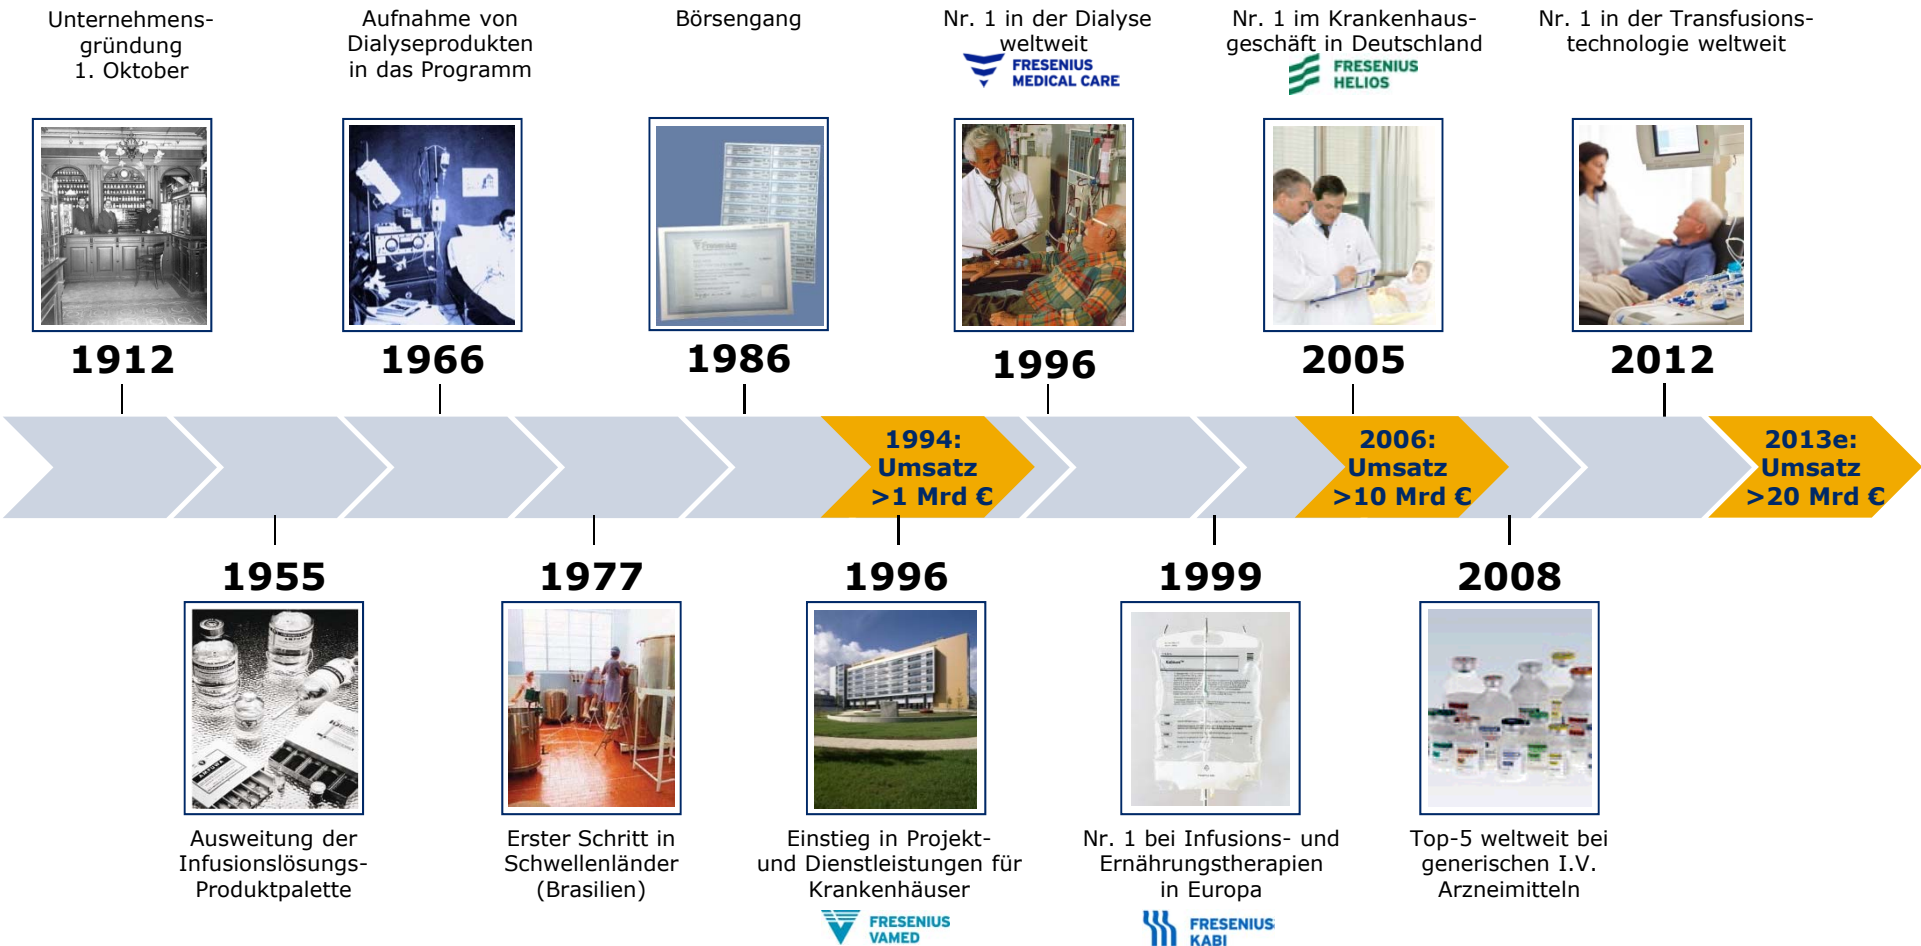 Unternehmens-
gründung
1. Oktober
Aufnahme von
Dialyseprodukten
in das Programm
Börsengang
Nr. 1 in der Dialyse
weltweit
FRESENIUS
MEDICAL CARE
Nr. 1 im Krankenhaus-
geschäft in Deutschland
FRESENIUS
HELIOS
Nr. 1 in der Transfusions-
technologie weltweit
Fresenius
1912
1966
1986
1996
2005
2012
1994:
Umsatz
>1 Mrd €
2006:
Umsatz
>10 Mrd €
2013e:
Umsatz
>20 Mrd €
1955
1977
1996
1999
2008
Ausweitung der
Infusionslösungs-
Produktpalette
Erster Schritt in
Schwellenländer
(Brasilien)
Einstieg in Projekt-
und Dienstleistungen für
Krankenhäuser
FRESENIUS
VAMED
Nr. 1 bei Infusions- und
Ernährungstherapien
in Europa
FRESENIUS
KABI
Top-5 weltweit bei
generischen I.V.
Arzneimitteln